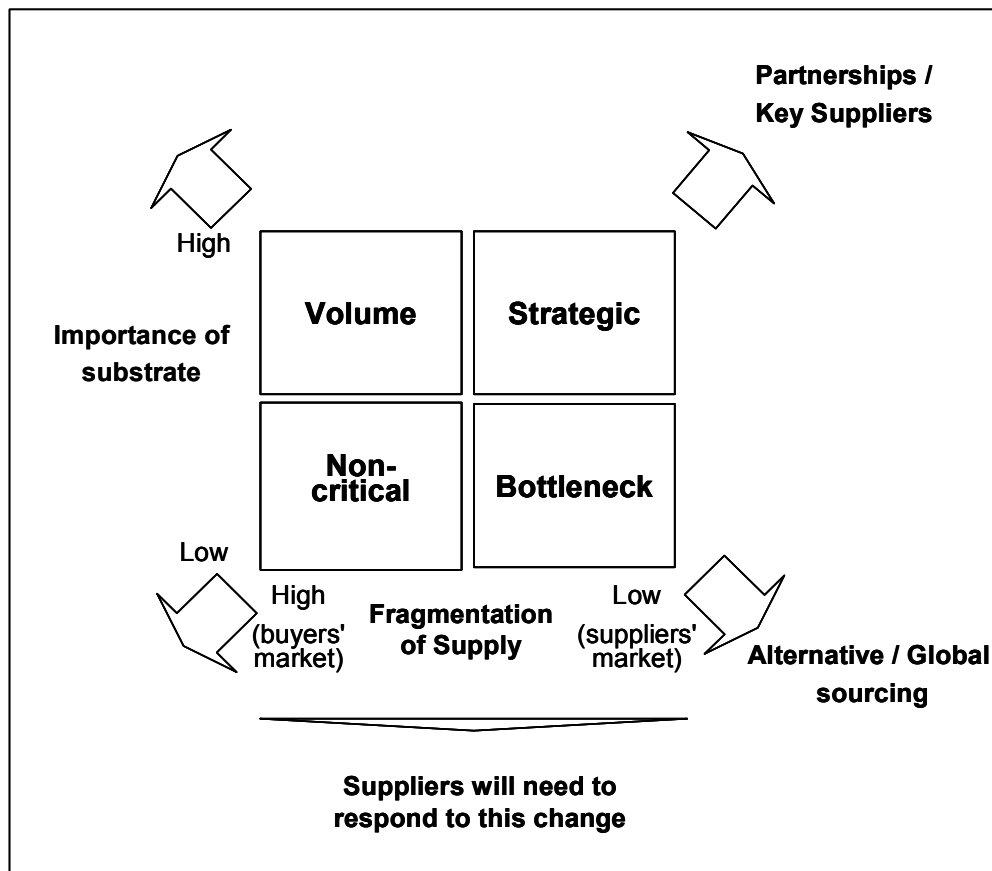 Partnerships /
Key Suppliers
High
Volume
Strategic
Importance of
substrate
Non-
critical
Bottleneck
Low
High
(buyers'
market)
Fragmentation
of Supply
Low
(suppliers'
market)
Alternative / Global
sourcing
Suppliers will need to
respond to this change